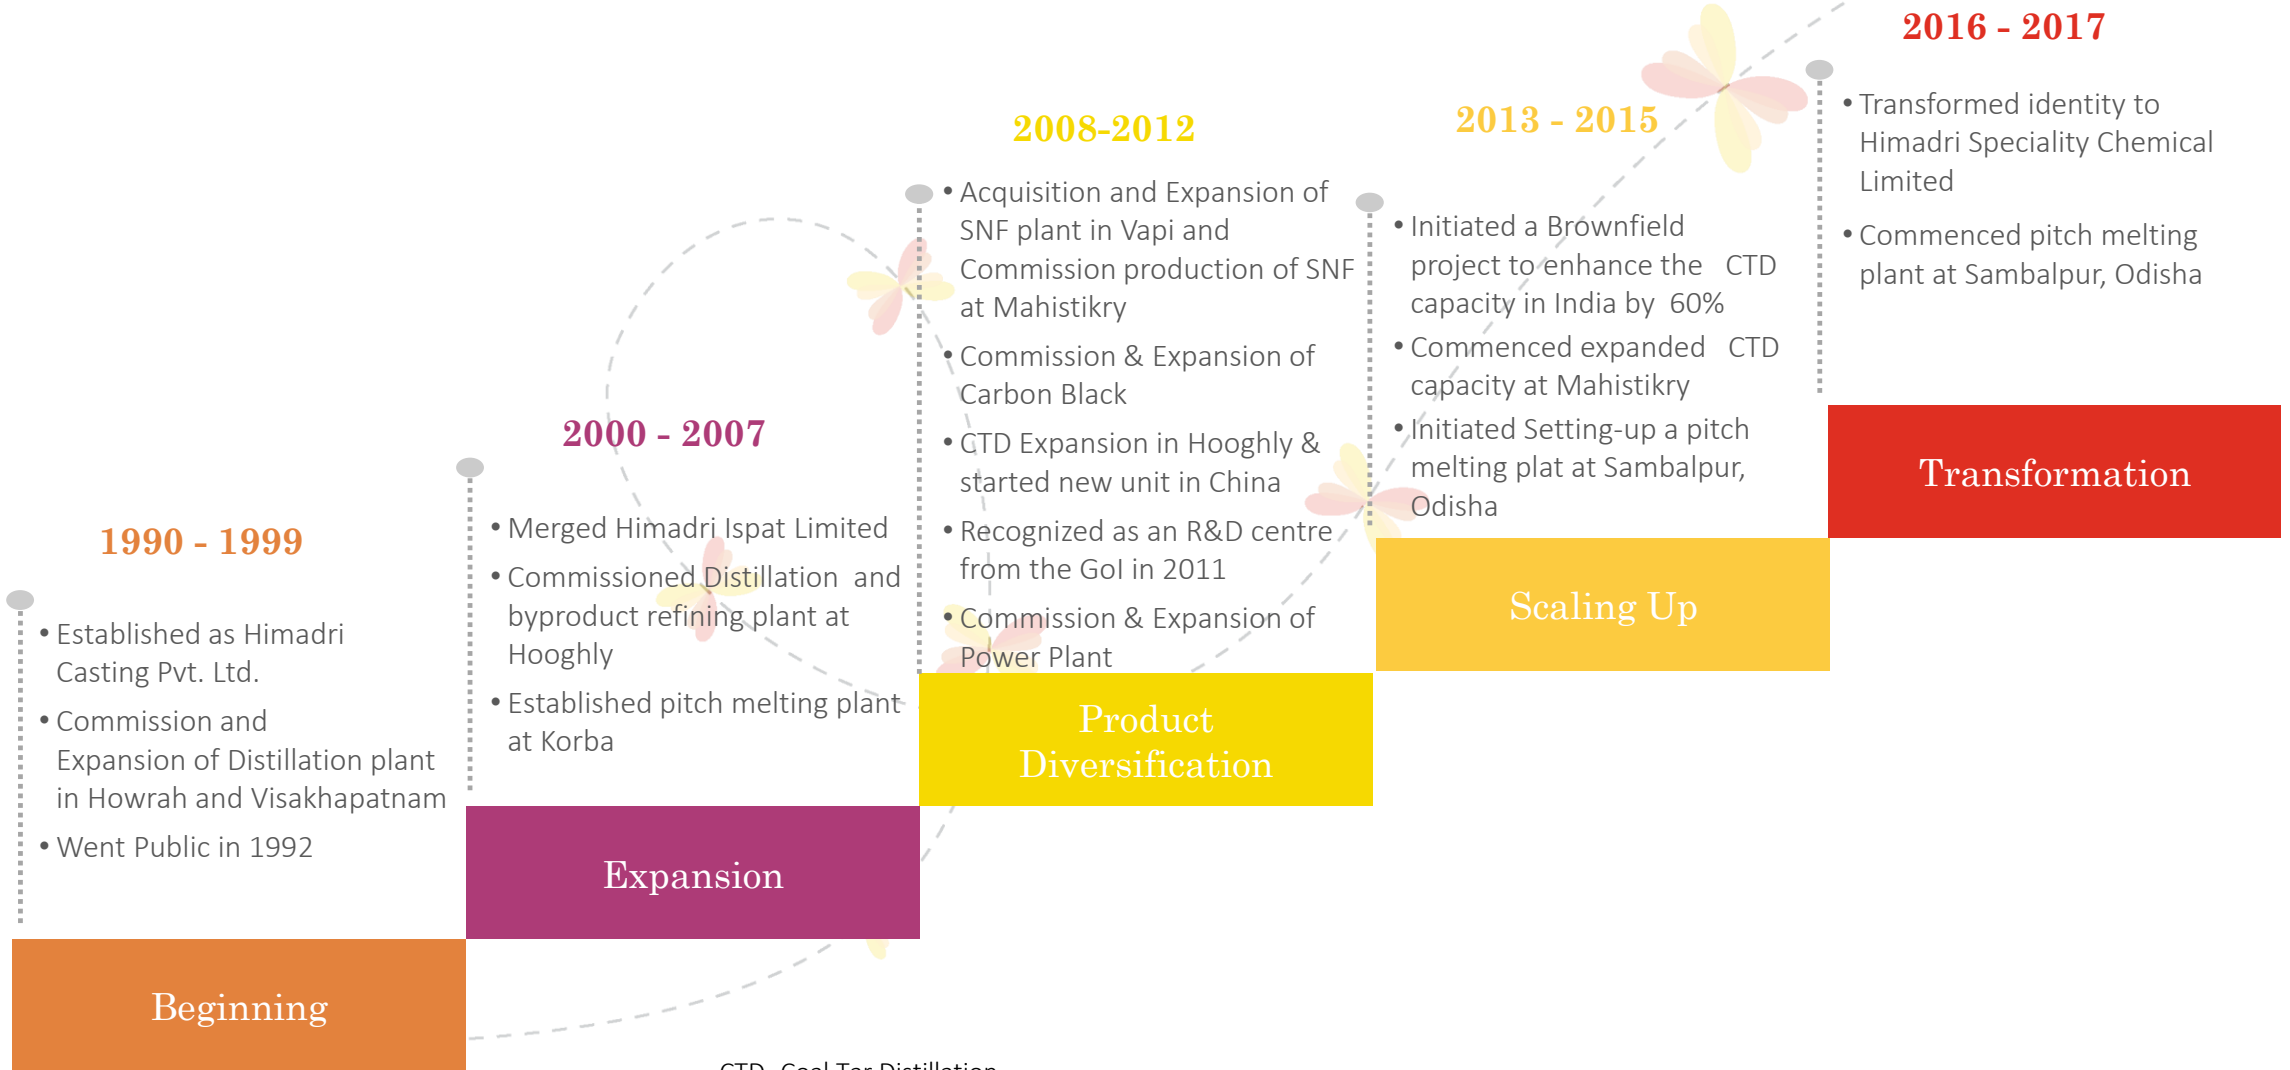 1990 - 1999
• Established as Himadri
Casting Pvt. Ltd.
• Commission and
Expansion of Distillation plant
in Howrah and Visakhapatnam
• Went Public in 1992
Beginning
2000 - 2007
• Merged Himadri Ispat Limited
• Commissioned Distillation and
byproduct refining plant at
Hooghly
• Established pitch melting plant
at Korba
Expansion
2008-2012
• Acquisition and Expansion of
SNF plant in Vapi and
Commission production of SNF
at Mahistikry
• Commission & Expansion of
Carbon Black
• CTD Expansion in Hooghly &
started new unit in China
• Recognized as an R&D centre
from the GoI in 2011
• Commission & Expansion of
Power Plant
Product
Diversification
2013 - 2015
• Initiated a Brownfield
project to enhance the CTD
capacity in India by 60%
• Commenced expanded CTD
capacity at Mahistikry
• Initiated Setting-up a pitch
melting plat at Sambalpur,
Odisha
Scaling Up
2016 - 2017
• Transformed identity to
Himadri Speciality Chemical
Limited
• Commenced pitch melting
plant at Sambalpur, Odisha
Transformation
CTD- Coal Tar Distillation